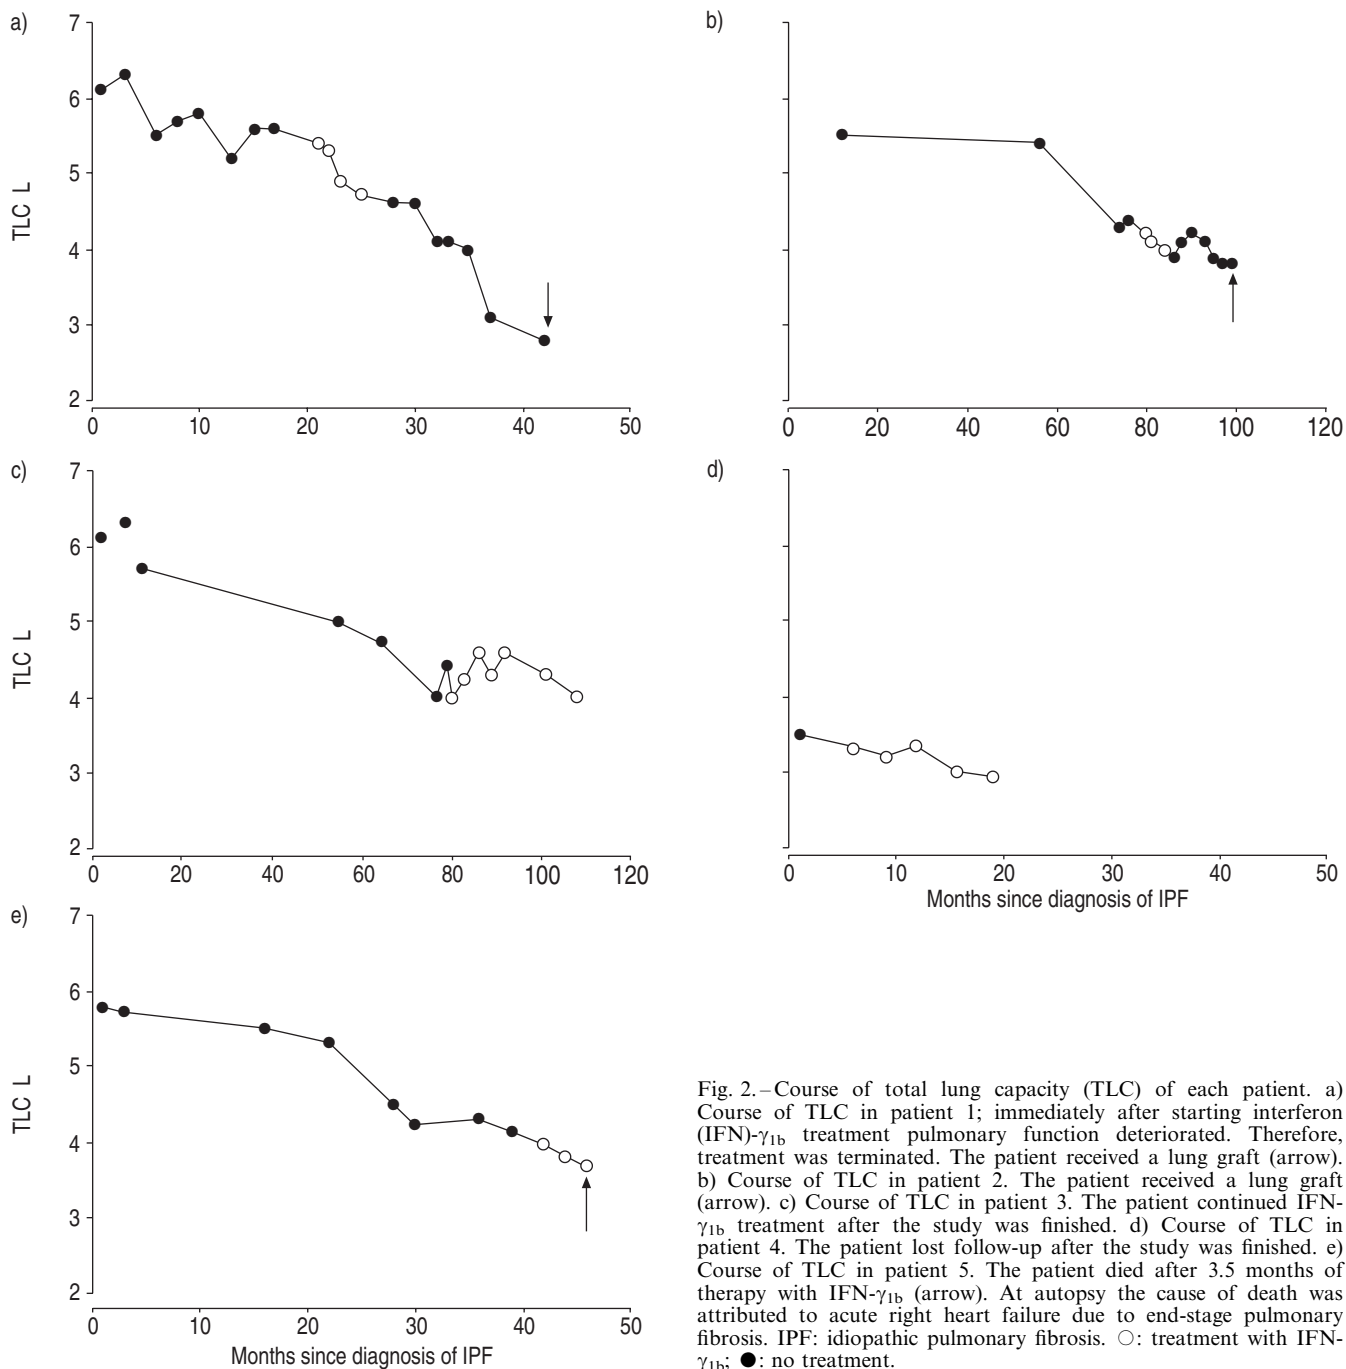 a)
7
6
5
4
3
2
TLC L
0 10 20 30 40 50
b)
0 20 40 60 80 100 120
c)
7
6
5
4
3
2
TLC L
0 20 40 60 80 100 120
d)
0 10 20 30 40 50
Months since diagnosis of IPF
e)
7
6
5
4
3
2
TLC L
0 10 20 30 40 50
Months since diagnosis of IPF
Fig. 2. – Course of total lung capacity (TLC) of each patient. a)
Course of TLC in patient 1; immediately after starting interferon
(IFN)-γ1b treatment pulmonary function deteriorated. Therefore,
treatment was terminated. The patient received a lung graft (arrow).
b) Course of TLC in patient 2. The patient received a lung graft
(arrow). c) Course of TLC in patient 3. The patient continued IFN-
γ1b treatment after the study was finished. d) Course of TLC in
patient 4. The patient lost follow-up after the study was finished. e)
Course of TLC in patient 5. The patient died after 3.5 months of
therapy with IFN-γ1b (arrow). At autopsy the cause of death was
attributed to acute right heart failure due to end-stage pulmonary
fibrosis. IPF: idiopathic pulmonary fibrosis. ○: treatment with IFN-
γ1b; ●: no treatment.